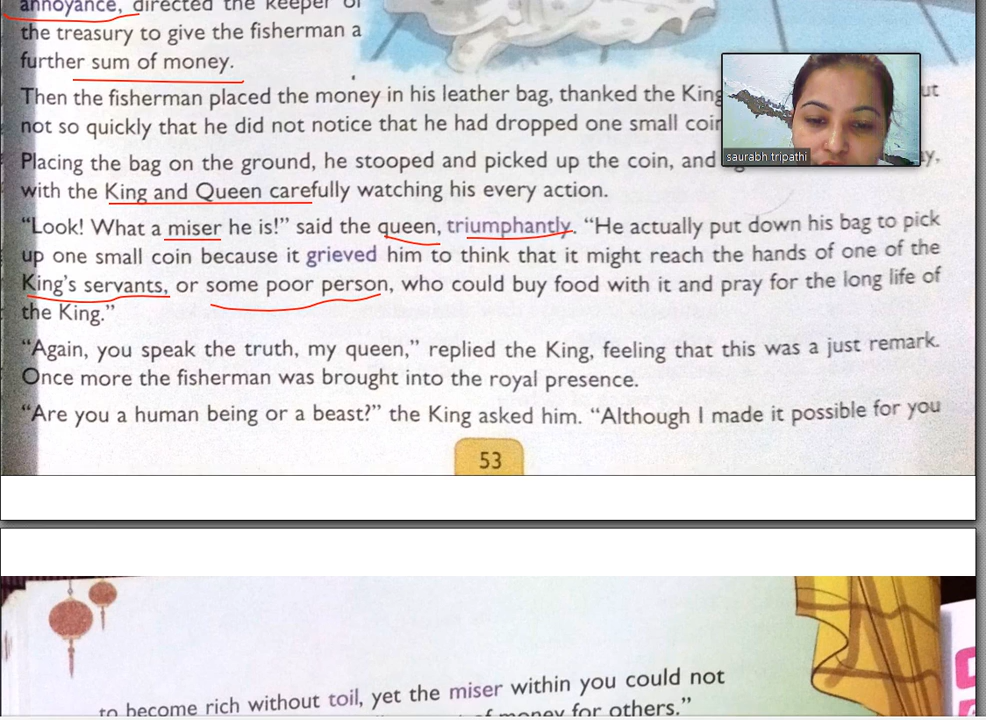 annoyance, directed the keeper of
the treasury to give the fisherman a
further sum of money.
Then the fisherman placed the money in his leather bag, thanked the King
not so quickly that he did not notice that he had dropped one small coin
saurabh tripathi
Placing the bag on the ground, he stooped and picked up the coin, and
with the King and Queen carefully watching his every action.
“Look! What a miser he is!” said the queen, triumphantly. “He actually put down his bag to pick
up one small coin because it grieved him to think that it might reach the hands of one of the
King’s servants, or some poor person, who could buy food with it and pray for the long life of
the King.”
“Again, you speak the truth, my queen,” replied the King, feeling that this was a just remark.
Once more the fisherman was brought into the royal presence.
“Are you a human being or a beast?” the King asked him. “Although I made it possible for you
53
to become rich without toil, yet the miser within you could not
of money for others.”